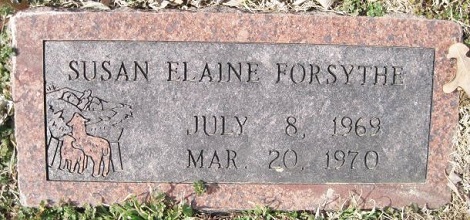 SUSAN ELAINE FORSYTHE
JULY 8, 1969
MAR. 20, 1970